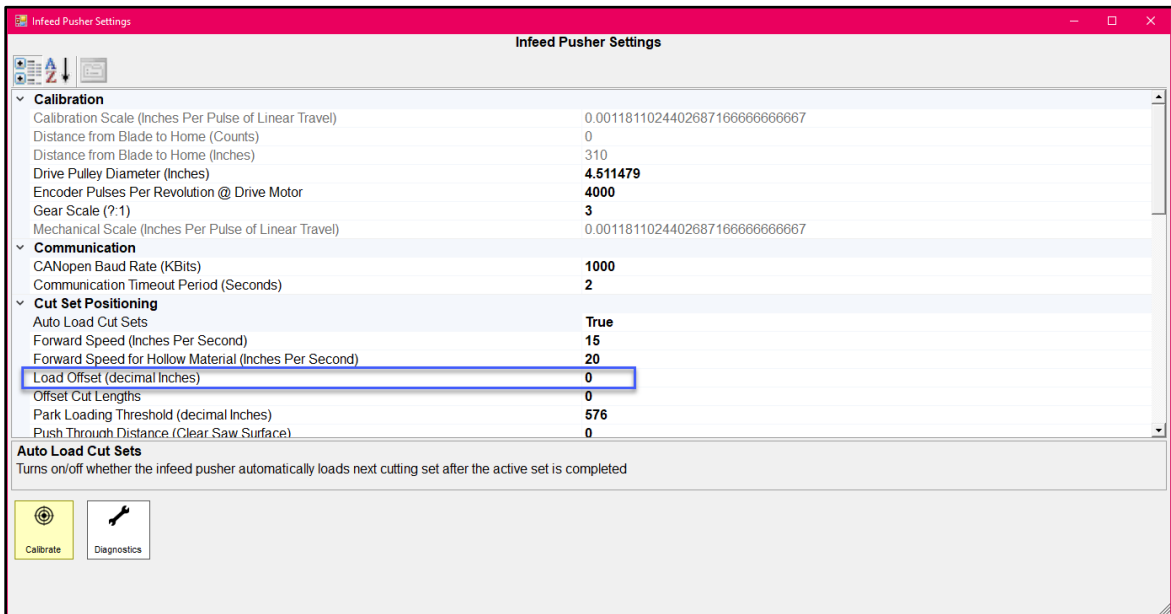 Infeed Pusher Settings
Infeed Pusher Settings
Calibration
Calibration Scale (Inches Per Pulse of Linear Travel) 0.0011811024402687166666666667
Distance from Blade to Home (Counts) 0
Distance from Blade to Home (Inches) 310
Drive Pulley Diameter (Inches) 4.511479
Encoder Pulses Per Revolution @ Drive Motor 4000
Gear Scale (?:1) 3
Mechanical Scale (Inches Per Pulse of Linear Travel) 0.0011811024402687166666666667
Communication
CANopen Baud Rate (KBits) 1000
Communication Timeout Period (Seconds) 2
Cut Set Positioning
Auto Load Cut Sets True
Forward Speed (Inches Per Second) 15
Forward Speed for Hollow Material (Inches Per Second) 20
Load Offset (decimal Inches) 0
Offset Cut Lengths 0
Park Loading Threshold (decimal Inches) 576
Push Through Distance (Clear Saw Surface) 0
Auto Load Cut Sets
Turns on/off whether the infeed pusher automatically loads next cutting set after the active set is completed
Calibrate Diagnostics